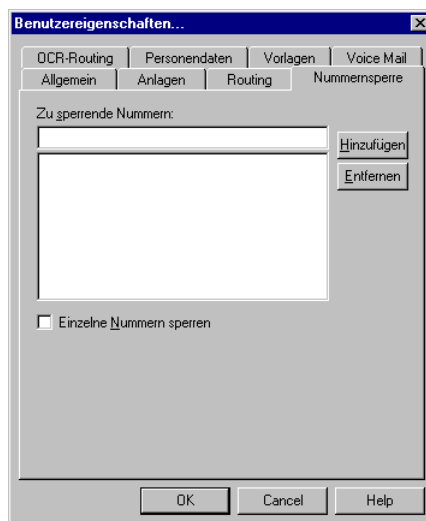 Benutzereigenschaften...
OCR-Routing Personendaten Vorlagen Voice Mail
Allgemein Anlagen Routing Nummernsperre
Zu sperrende Nummern:
Hinzufügen
Entfernen
Einzelne Nummern sperren
OK Cancel Help